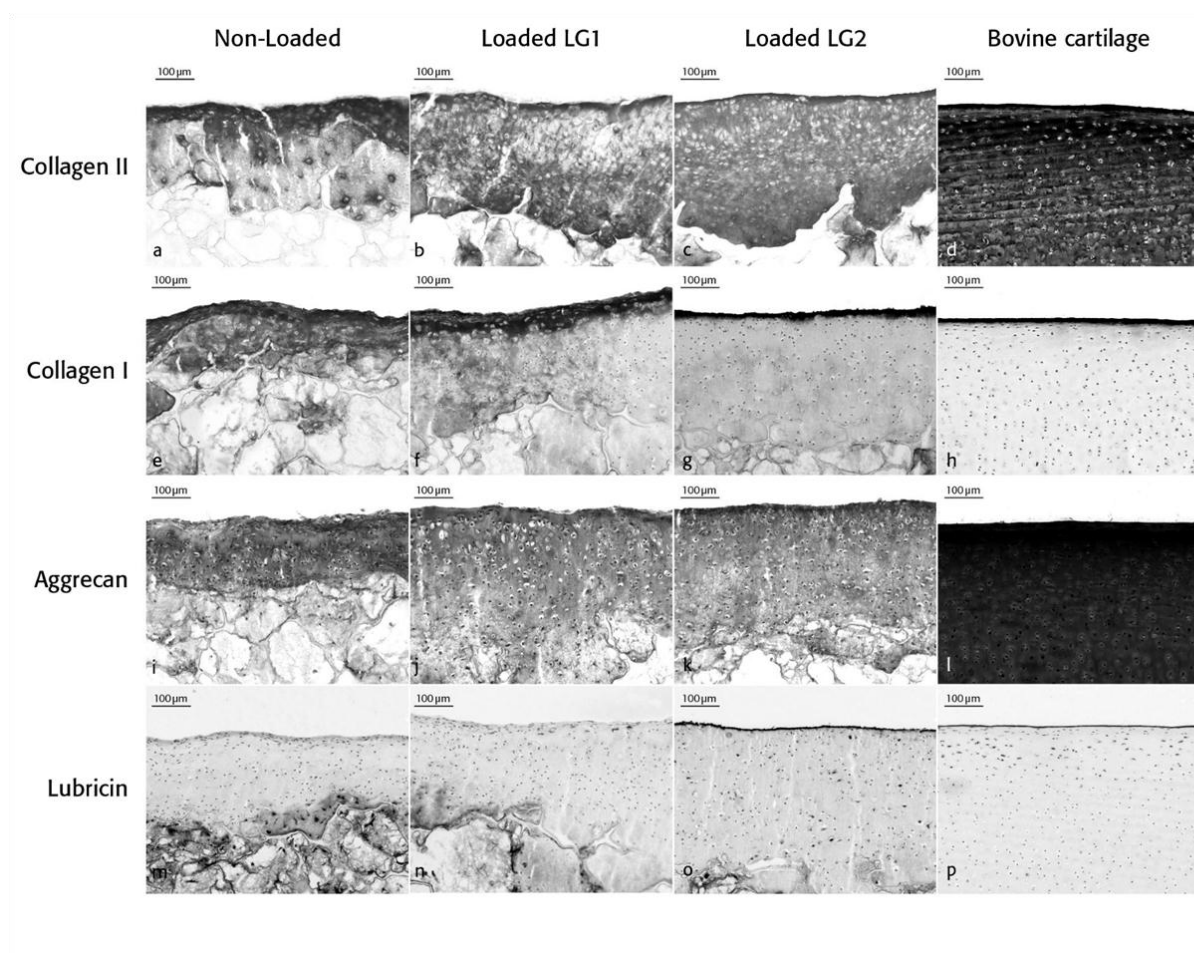 Non-Loaded Loaded LG1 Loaded LG2 Bovine cartilage
100µm 100µm 100µm 100µm
Collagen II
a b c d
100µm 100µm 100µm 100µm
Collagen I
e f g h
100µm 100µm 100µm 100µm
Aggrecan
i j k l
100µm 100µm 100µm 100µm
Lubricin
m n o p